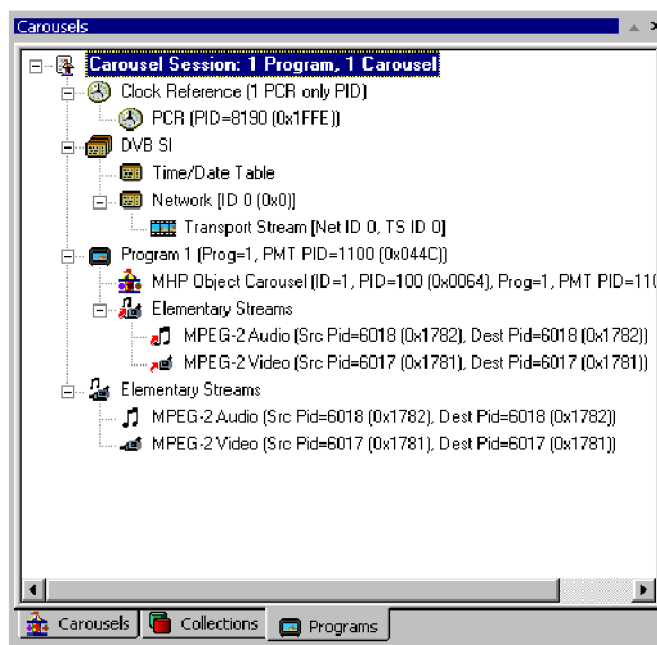 Carousels
Carousel Session: 1 Program, 1 Carousel
Clock Reference (1 PCR only PID)
PCR (PID=8190 (0x1FFE))
DVB SI
Time/Date Table
Network [ID 0 (0x0)]
Transport Stream [Net ID 0, TS ID 0]
Program 1 (Prog=1, PMT PID=1100 (0x044C))
MHP Object Carousel (ID=1, PID=100 (0x0064), Prog=1, PMT PID=110
Elementary Streams
MPEG-2 Audio (Src Pid=6018 (0x1782), Dest Pid=6018 (0x1782))
MPEG-2 Video (Src Pid=6017 (0x1781), Dest Pid=6017 (0x1781))
Elementary Streams
MPEG-2 Audio (Src Pid=6018 (0x1782), Dest Pid=6018 (0x1782))
MPEG-2 Video (Src Pid=6017 (0x1781), Dest Pid=6017 (0x1781))
Carousels Collections Programs